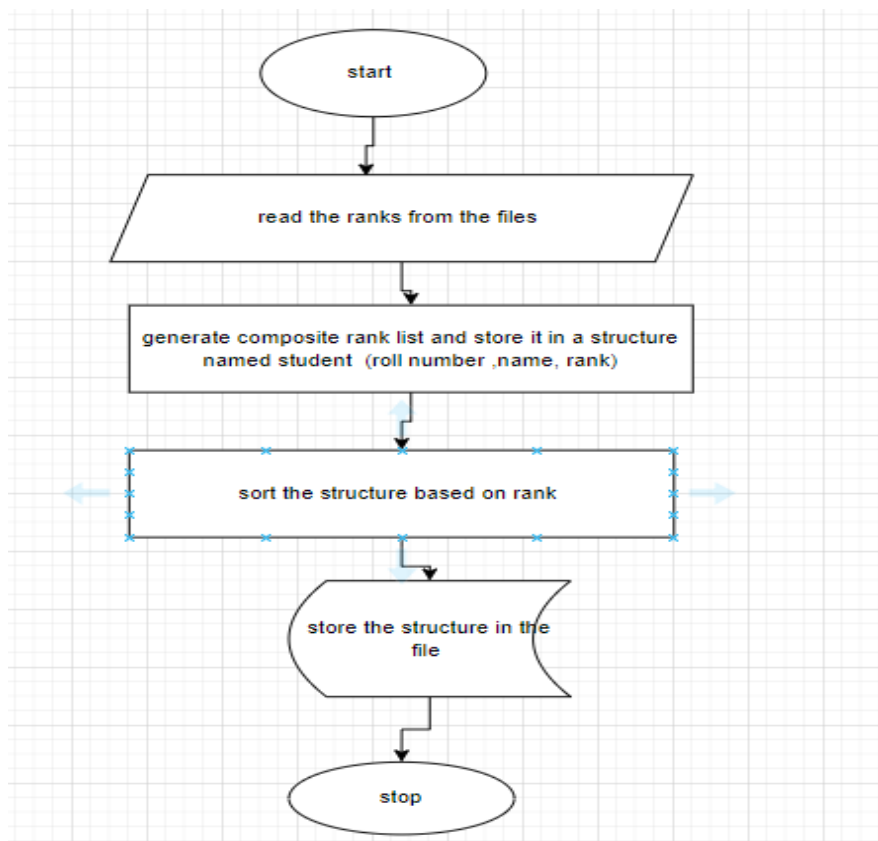 start
read the ranks from the files
generate composite rank list and store it in a structure
named student (roll number ,name, rank)
sort the structure based on rank
store the structure in the
file
stop